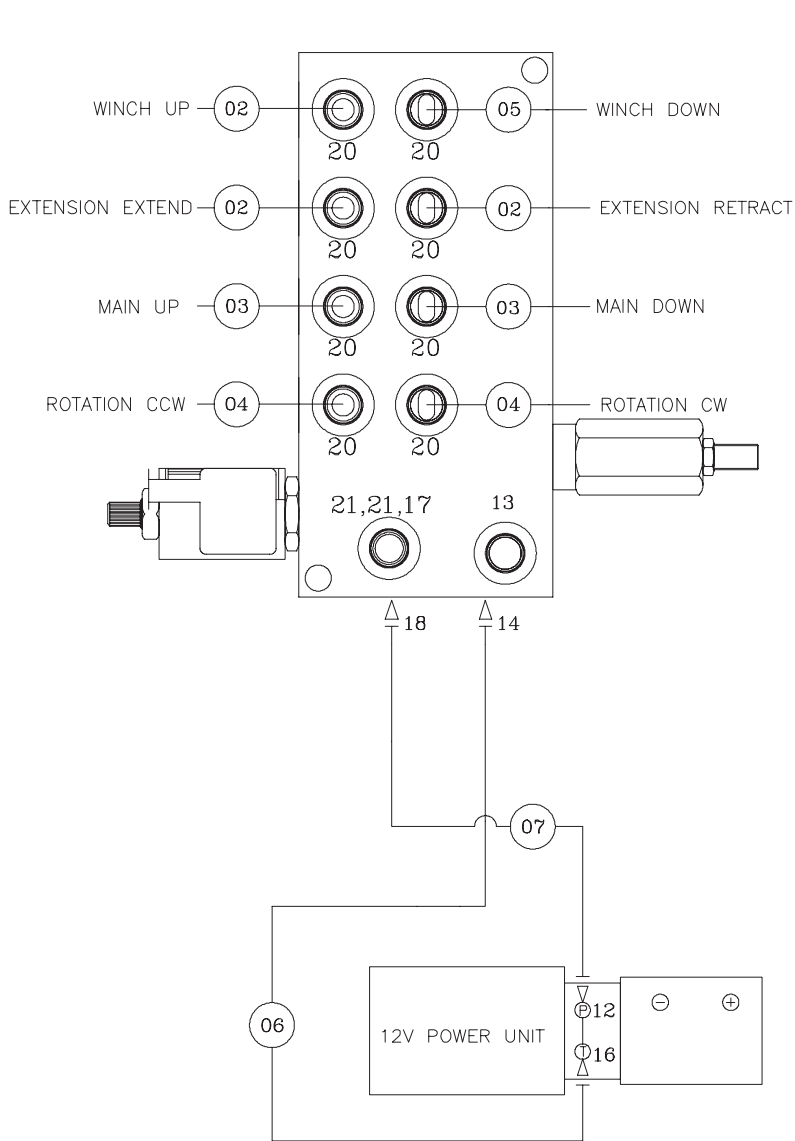 WINCH UP 02 05 WINCH DOWN
20 20
EXTENSION EXTEND 02 02 EXTENSION RETRACT
20 20
MAIN UP 03 03 MAIN DOWN
20 20
ROTATION CCW 04 04 ROTATION CW
20 20
21,21,17 13
18 14
07
P 12
06
12V POWER UNIT
T 16